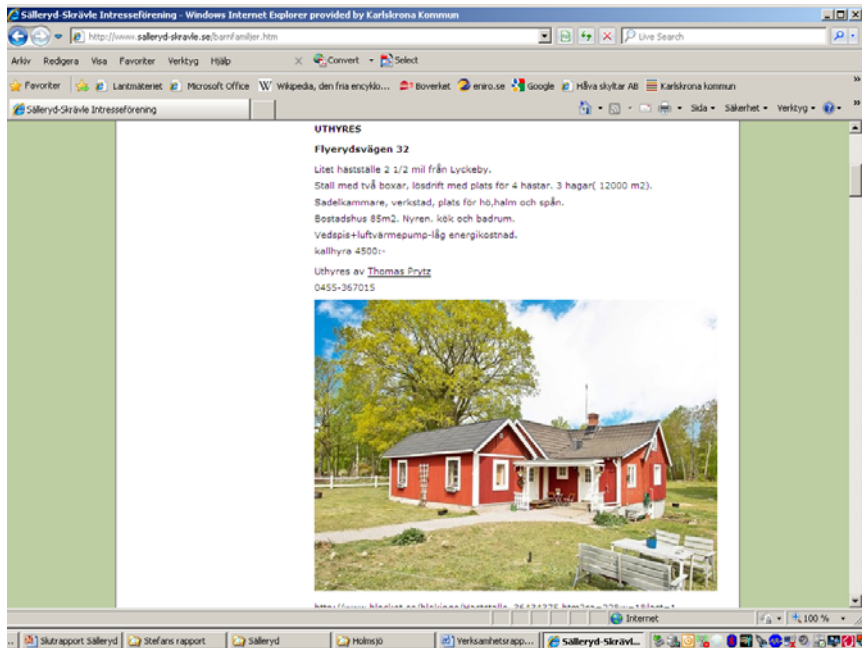 Sälleryd-Skrävle Intresseförening - Windows Internet Explorer provided by Karlskrona Kommun
http://www.salleryd-skravle.se/barnfamiljer.htm
Live Search
Arkiv Redigera Visa Favoriter Verktyg Hjälp
Convert Select
Favoriter Lantmäteriet Microsoft Office Wikipedia, den fria encyklo... Boverket eniro.se Google Håva skyltar AB Karlskrona kommun
Sälleryd-Skrävle Intresseförening
Sida Säkerhet Verktyg
UTHYRES
Flyerydsvägen 32
Litet hästställe 2 1/2 mil från Lyckeby.
Stall med två boxar, lösdrift med plats för 4 hästar. 3 hagar( 12000 m2).
Sadelkammare, verkstad, plats för hö,halm och spån.
Bostadshus 85m2. Nyren. kök och badrum.
Vedspis+luftvärmepump-låg energikostnad.
kallhyra 4500:-
Uthyres av Thomas Prytz
0455-367015
Internet
100 %
Slutrapport Sälleryd Stefans rapport Sälleryd Holmsjö Verksamhetsrapp... Sälleryd-Skrävl...